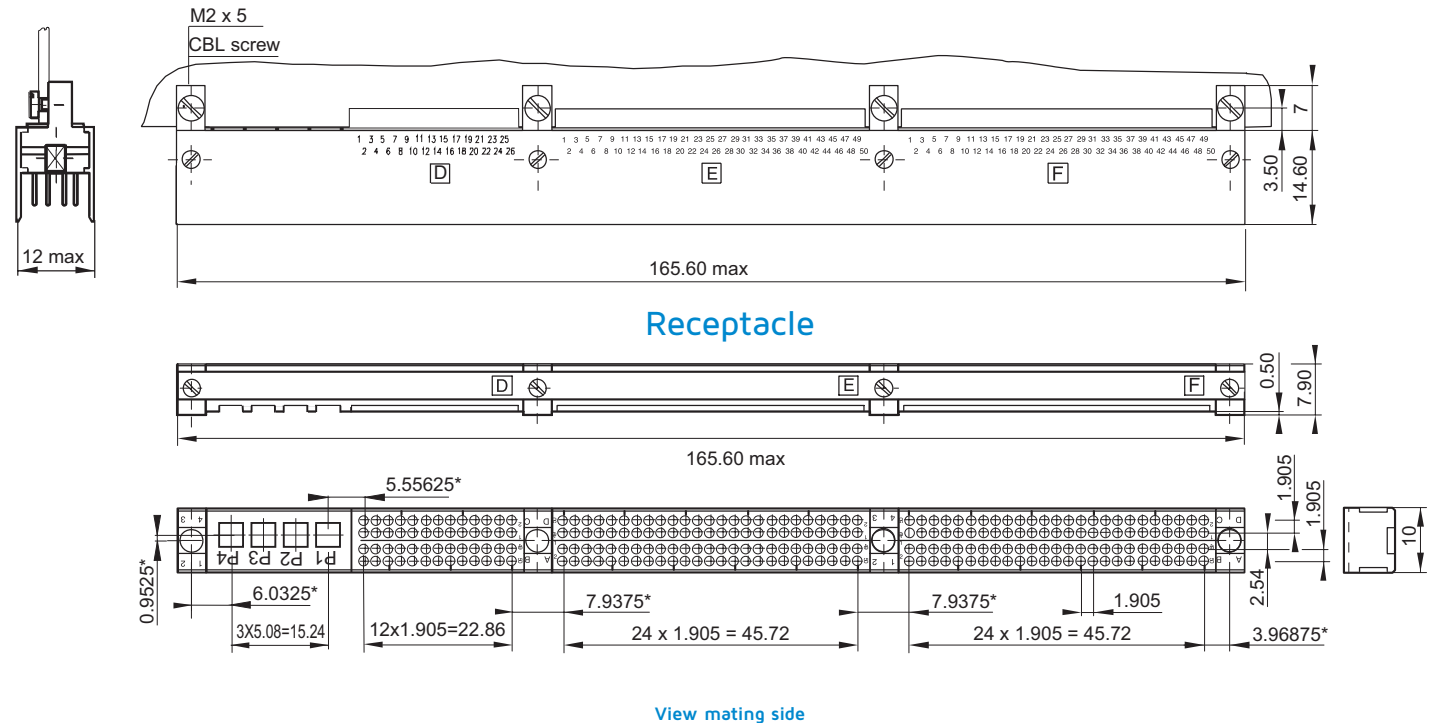 M2 x 5
CBL screw
1 3 5 7 9 11 13 15 17 19 21 23 25
2 4 6 8 10 12 14 16 18 20 22 24 26
D
1 3 5 7 9 11 13 15 17 19 21 23 25 27 29 31 33 35 37 39 41 43 45 47 49
2 4 6 8 10 12 14 16 18 20 22 24 26 28 30 32 34 36 38 40 42 44 46 48 50
E
1 3 5 7 9 11 13 15 17 19 21 23 25 27 29 31 33 35 37 39 41 43 45 47 49
2 4 6 8 10 12 14 16 18 20 22 24 26 28 30 32 34 36 38 40 42 44 46 48 50
F
7
3.50
14.60
12 max
165.60 max
Receptacle
D
E
F
0.50
7.90
165.60 max
5.55625*
1.905
1.905
3 4
P4 P3 P2 P1
2 1
C D
B A
3 4
2 1
C D
B A
10
0.9525*
6.0325*
7.9375*
7.9375*
1.905
2.54
3X5.08=15.24
12x1.905=22.86
24 x 1.905 = 45.72
24 x 1.905 = 45.72
3.96875*
View mating side